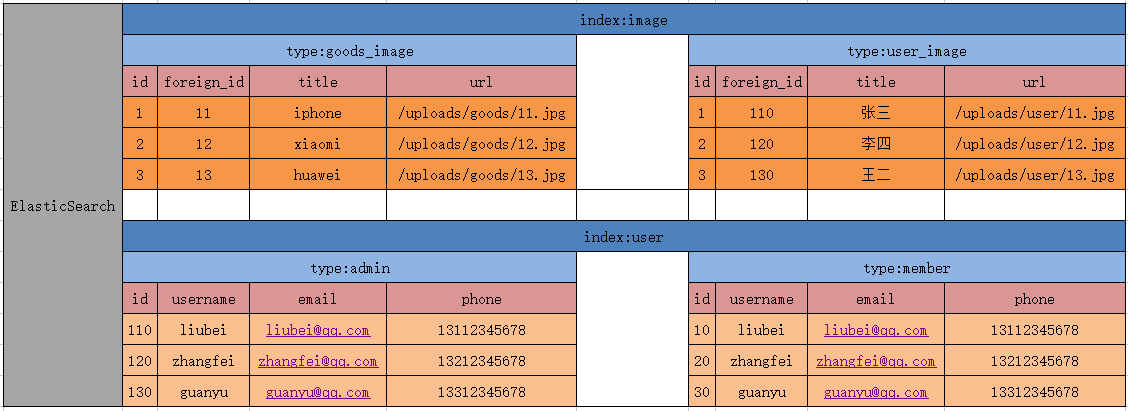 index:image
type:goods_image type:user_image
id foreign_id title url id foreign_id title url
1 11 iphone /uploads/goods/11.jpg 1 110 张三 /uploads/user/11.jpg
2 12 xiaomi /uploads/goods/12.jpg 2 120 李四 /uploads/user/12.jpg
3 13 huawei /uploads/goods/13.jpg 3 130 王二 /uploads/user/13.jpg
ElasticSearch
index:user
type:admin type:member
id username email phone id username email phone
110 liubei liubei@qq.com 13112345678 10 liubei liubei@qq.com 13112345678
120 zhangfei zhangfei@qq.com 13212345678 20 zhangfei zhangfei@qq.com 13212345678
130 guanyu guanyu@qq.com 13312345678 30 guanyu guanyu@qq.com 13312345678